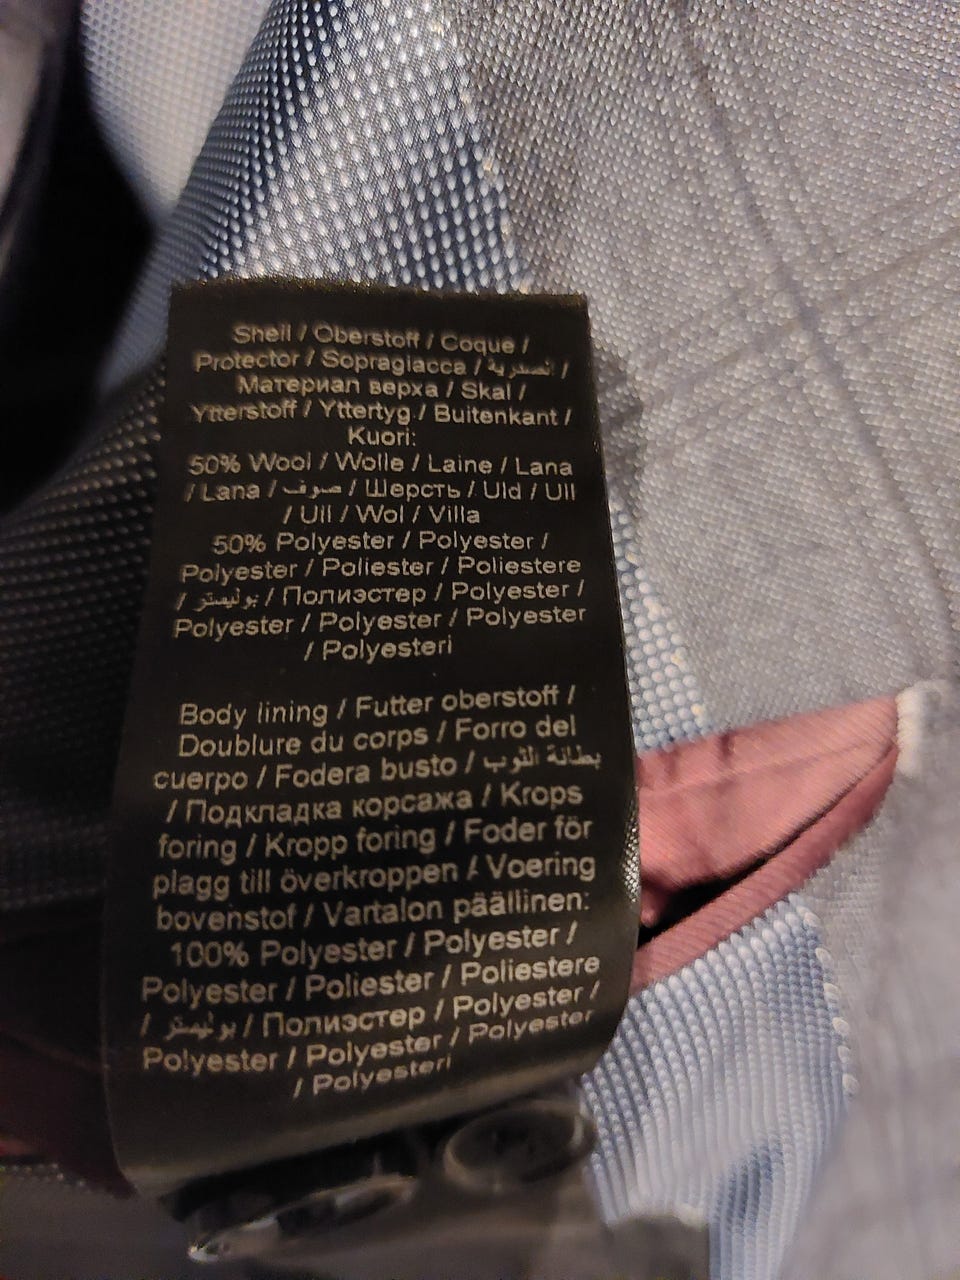 Shell / Oberstoff / Coque /
Protector / Sopragiacca / الصدرية /
Материал верха / Skal /
Ytterstoff / Yttertyg / Buitenkant /
Kuori:
50% Wool / Wolle / Laine / Lana
/ Lana / صوف / Шерсть / Uld / Ull
/ Ull / Wol / Villa
50% Polyester / Polyester /
Polyester / Poliester / Poliestere
/ بوليستر / Полиэстер / Polyester /
Polyester / Polyester / Polyester
/ Polyesteri
Body lining / Futter oberstoff /
Doublure du corps / Forro del
cuerpo / Fodera busto / بطانة الثوب
/ Подкладка корсажа / Krops
foring / Kropp foring / Foder för
plagg till överkroppen / Voering
bovenstof / Vartalon päällinen:
100% Polyester / Polyester /
Polyester / Poliester / Poliestere
/ بوليستر / Полиэстер / Polyester /
Polyester / Polyester / Polyester
/ Polyesteri